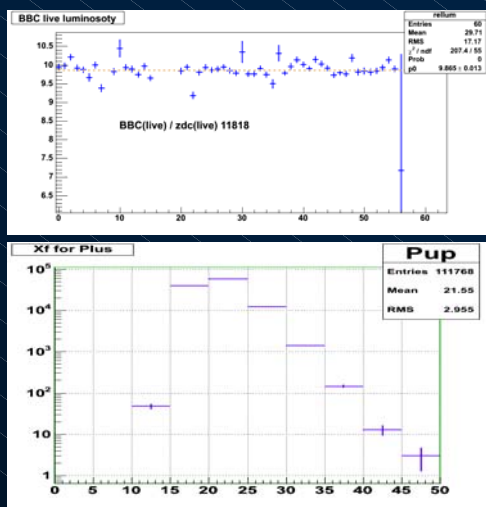 BBC live luminosoty
rellum
Entries 60
Mean 29.71
RMS 17.17
χ² / ndf 207.4 / 55
Prob 0
p0 9.865 ± 0.013
10.5
10
9.5
9
8.5
8
7.5
7
6.5
BBC(live) / zdc(live) 11818
0 10 20 30 40 50 60
Xf for Plus
Pup
Entries 111768
Mean 21.55
RMS 2.955
10⁵
10⁴
10³
10²
10
1
0 5 10 15 20 25 30 35 40 45 50